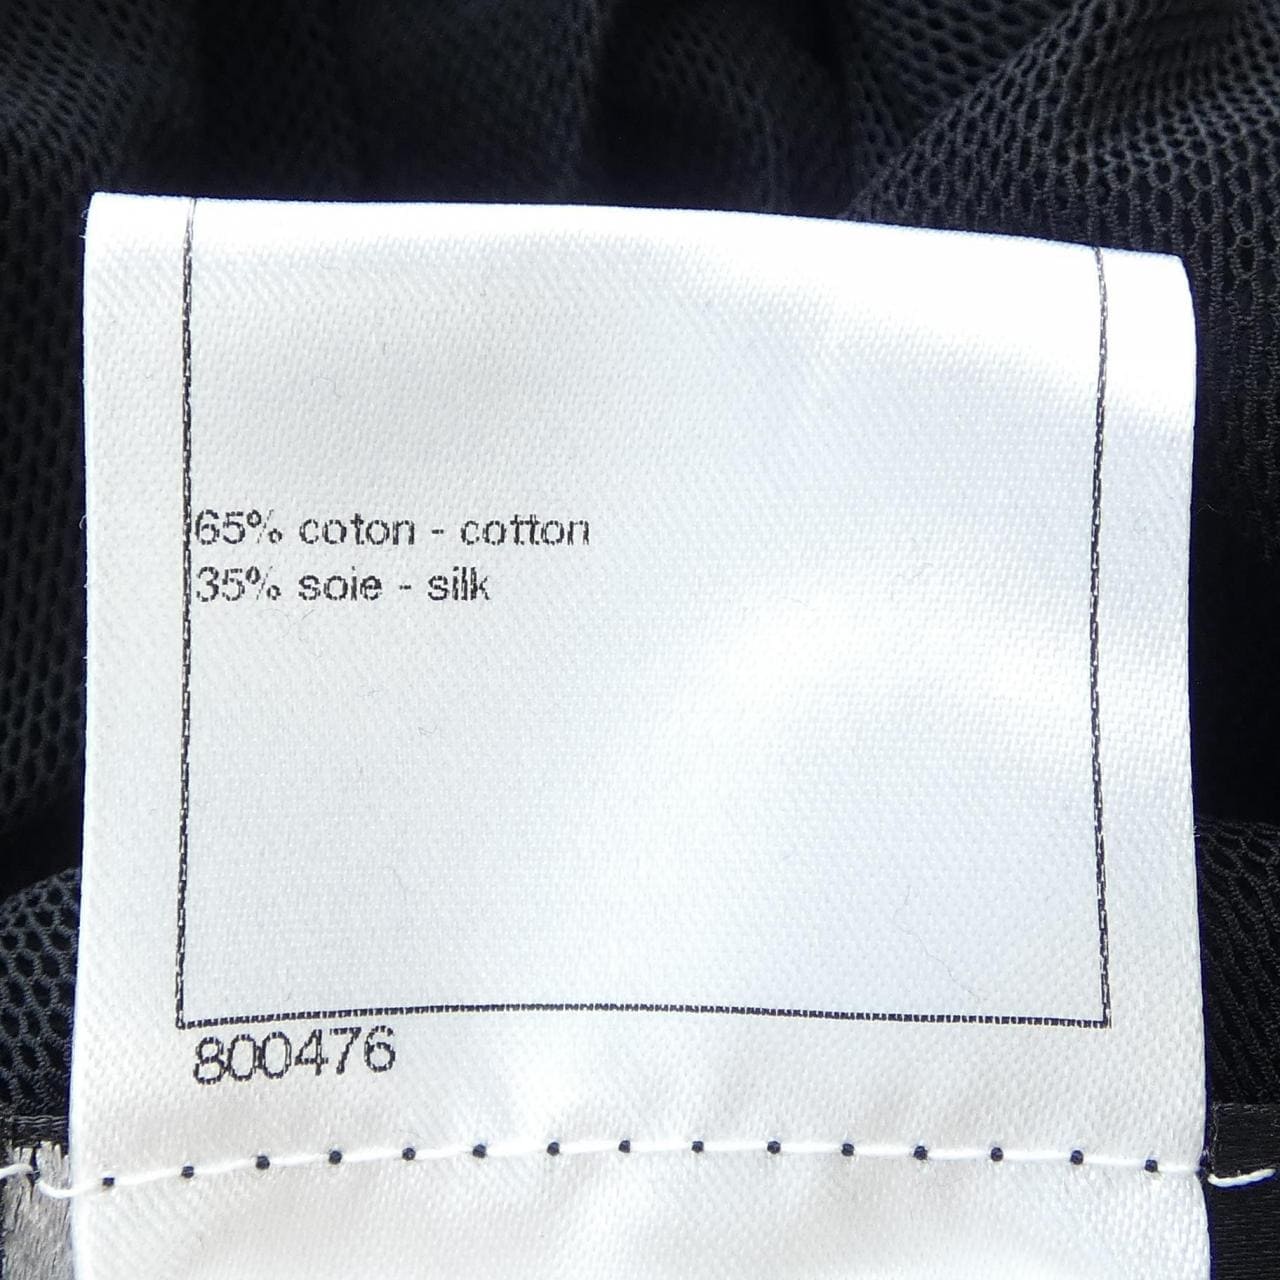 65% coton - cotton
35% soie - silk
800476